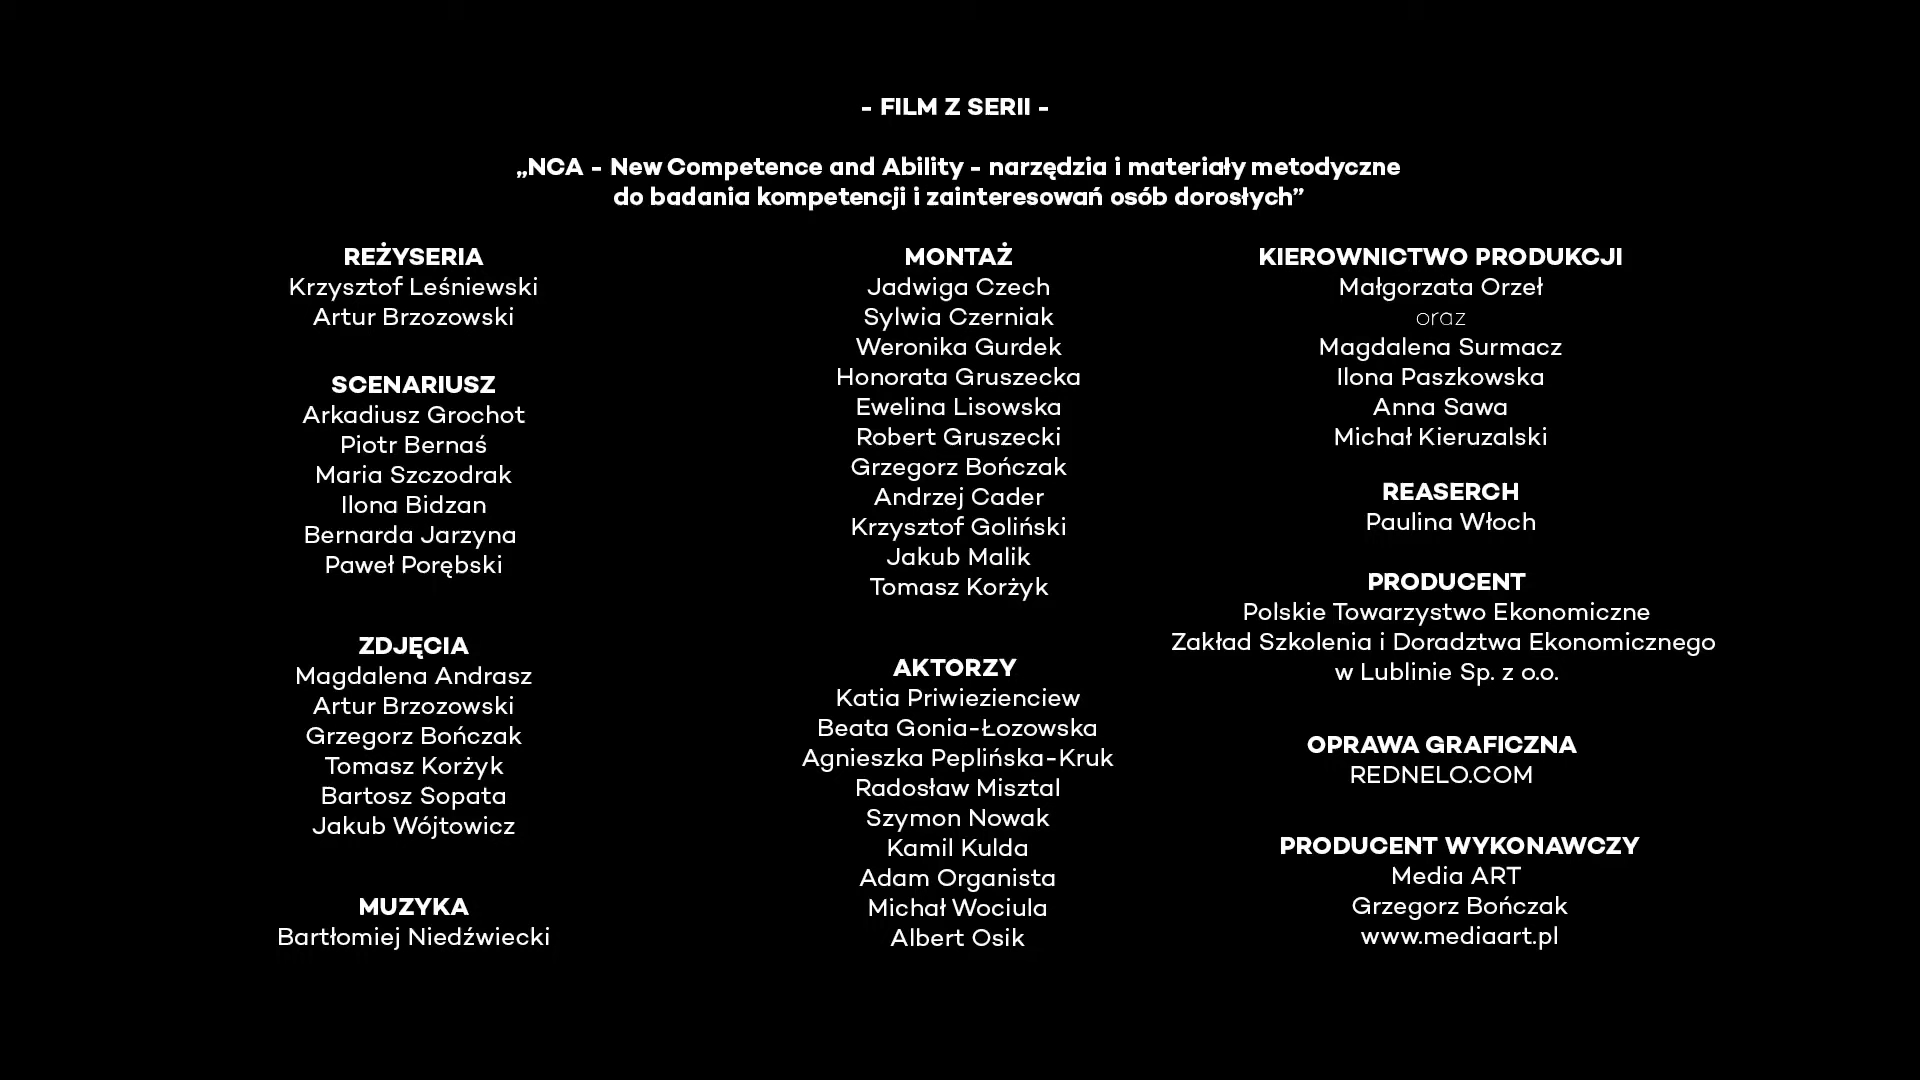 - FILM Z SERII -
„NCA - New Competence and Ability - narzędzia i materiały metodyczne
do badania kompetencji i zainteresowań osób dorosłych”
REŻYSERIA
Krzysztof Leśniewski
Artur Brzozowski
SCENARIUSZ
Arkadiusz Grochot
Piotr Bernaś
Maria Szczodrak
Ilona Bidzan
Bernarda Jarzyna
Paweł Porębski
ZDJĘCIA
Magdalena Andrasz
Artur Brzozowski
Grzegorz Bończak
Tomasz Korżyk
Bartosz Sopata
Jakub Wójtowicz
MUZYKA
Bartłomiej Niedźwiecki
MONTAŻ
Jadwiga Czech
Sylwia Czerniak
Weronika Gurdek
Honorata Gruszecka
Ewelina Lisowska
Robert Gruszecki
Grzegorz Bończak
Andrzej Cader
Krzysztof Goliński
Jakub Malik
Tomasz Korżyk
AKTORZY
Katia Priwiezienciew
Beata Gonia-Łozowska
Agnieszka Peplińska-Kruk
Radosław Misztal
Szymon Nowak
Kamil Kulda
Adam Organista
Michał Wociula
Albert Osik
KIEROWNICTWO PRODUKCJI
Małgorzata Orzeł
oraz
Magdalena Surmacz
Ilona Paszkowska
Anna Sawa
Michał Kieruzalski
REASERCH
Paulina Włoch
PRODUCENT
Polskie Towarzystwo Ekonomiczne
Zakład Szkolenia i Doradztwa Ekonomicznego
w Lublinie Sp. z o.o.
OPRAWA GRAFICZNA
REDNELO.COM
PRODUCENT WYKONAWCZY
Media ART
Grzegorz Bończak
www.mediaart.pl